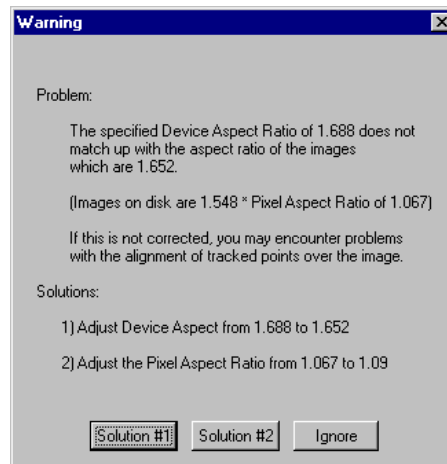 Warning
Problem:
The specified Device Aspect Ratio of 1.688 does not
match up with the aspect ratio of the images
which are 1.652.
(Images on disk are 1.548 * Pixel Aspect Ratio of 1.067)
If this is not corrected, you may encounter problems
with the alignment of tracked points over the image.
Solutions:
1) Adjust Device Aspect from 1.688 to 1.652
2) Adjust the Pixel Aspect Ratio from 1.067 to 1.09
Solution #1 Solution #2 Ignore